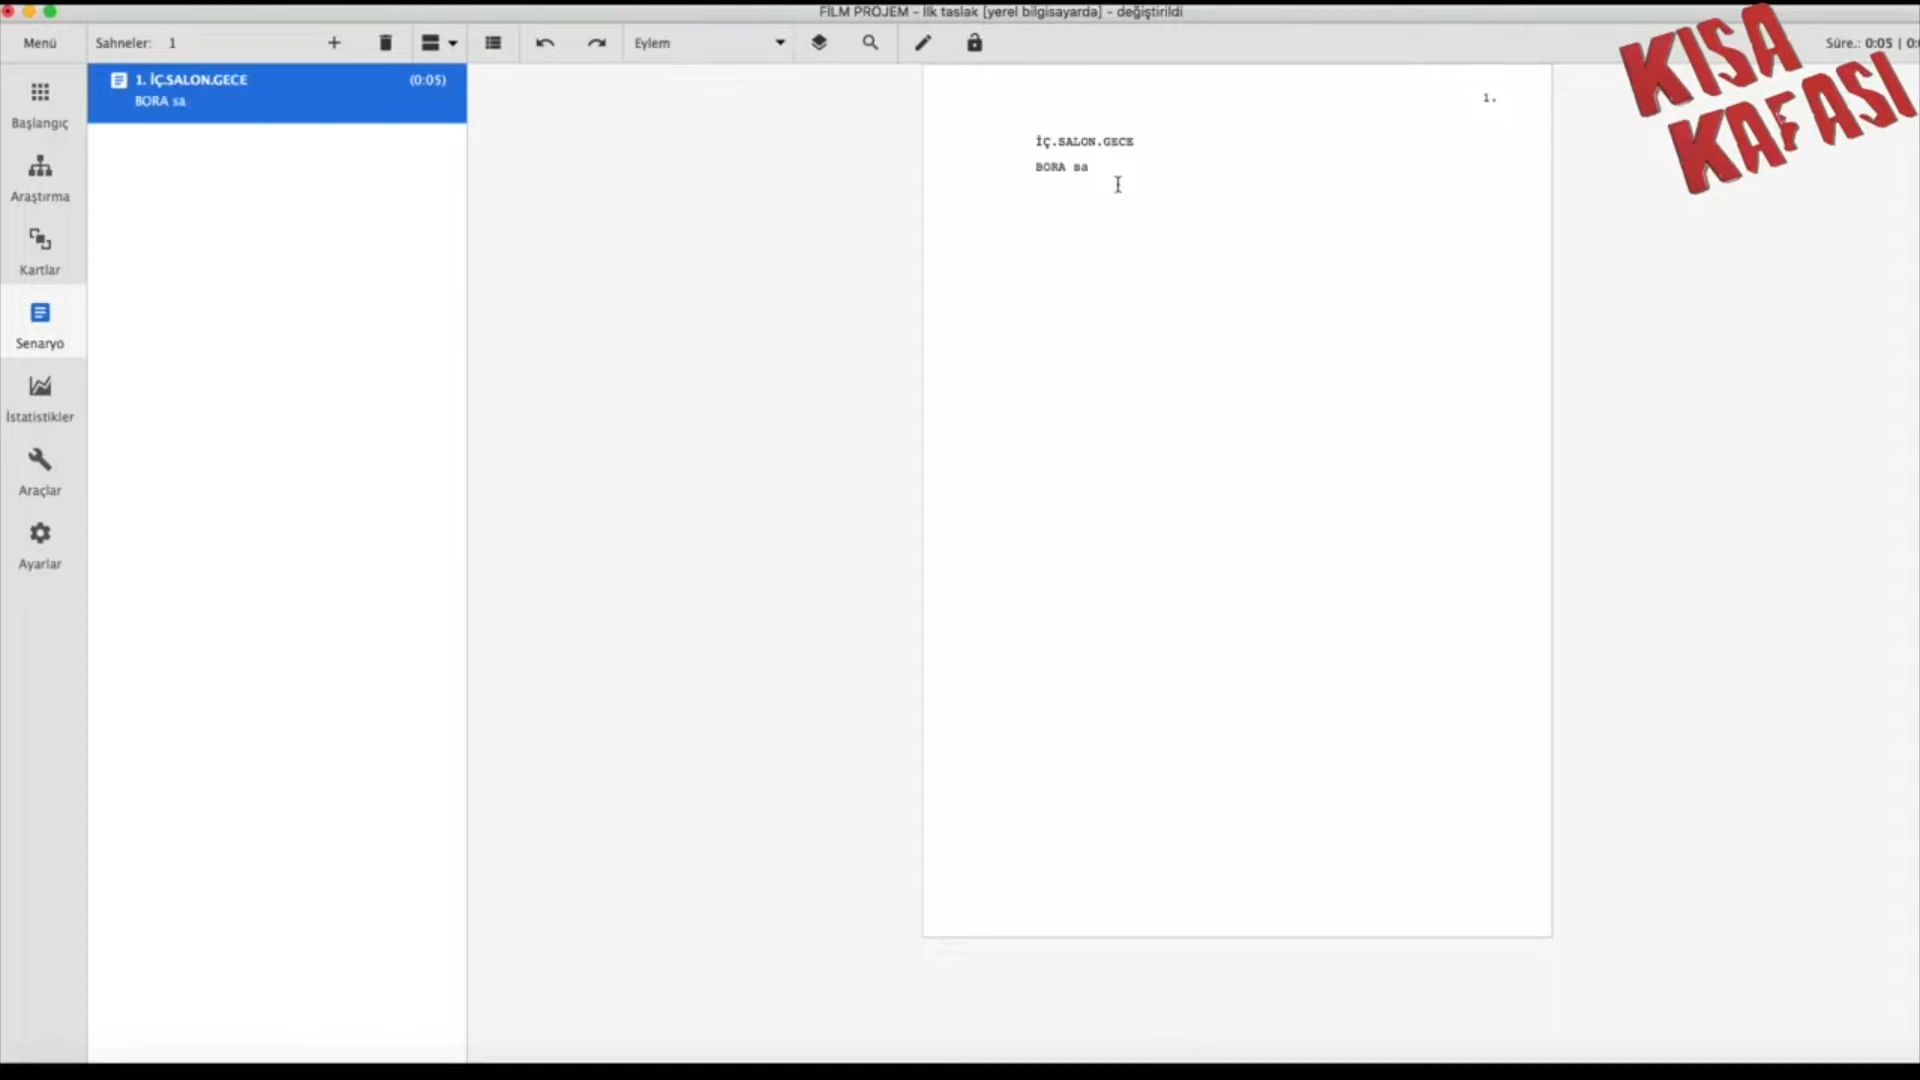 FİLM PROJEM - İlk taslak [yerel bilgisayarda] - değiştirildi
Menü
Sahneler: 1
Eylem
Süre.: 0:05 | 0:
KISA
KAFASI
Başlangıç
Araştırma
Kartlar
Senaryo
İstatistikler
Araçlar
Ayarlar
1. İÇ.SALON.GECE (0:05)
BORA sa
1.
İÇ.SALON.GECE
BORA sa